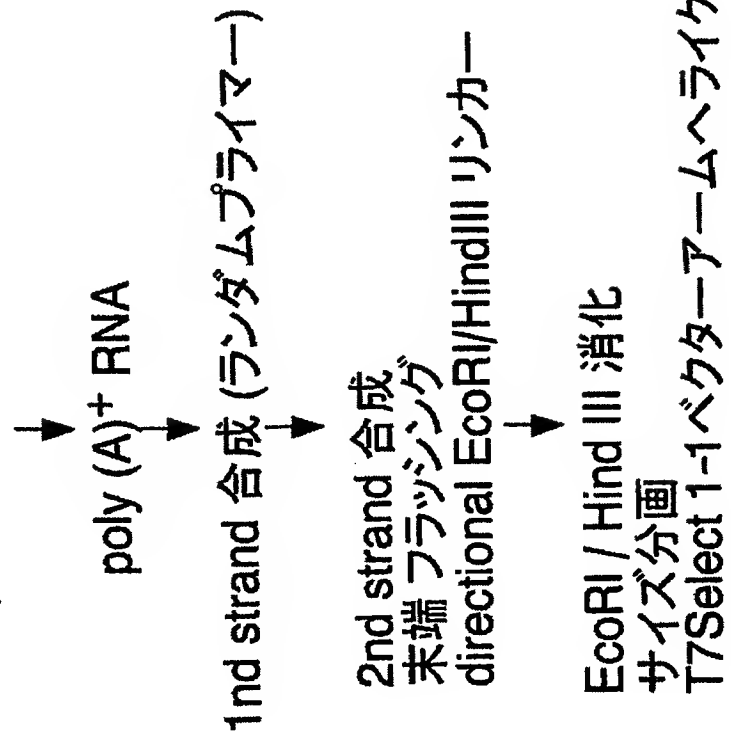 poly (A)+ RNA
1nd strand 合成 (ランダムプライマー)
2nd strand 合成
末端 フラッシング
directional EcoRI/HindIII リンカー
EcoRI / Hind III 消化
サイズ分画
T7Select 1-1ベクターアームへライゲ